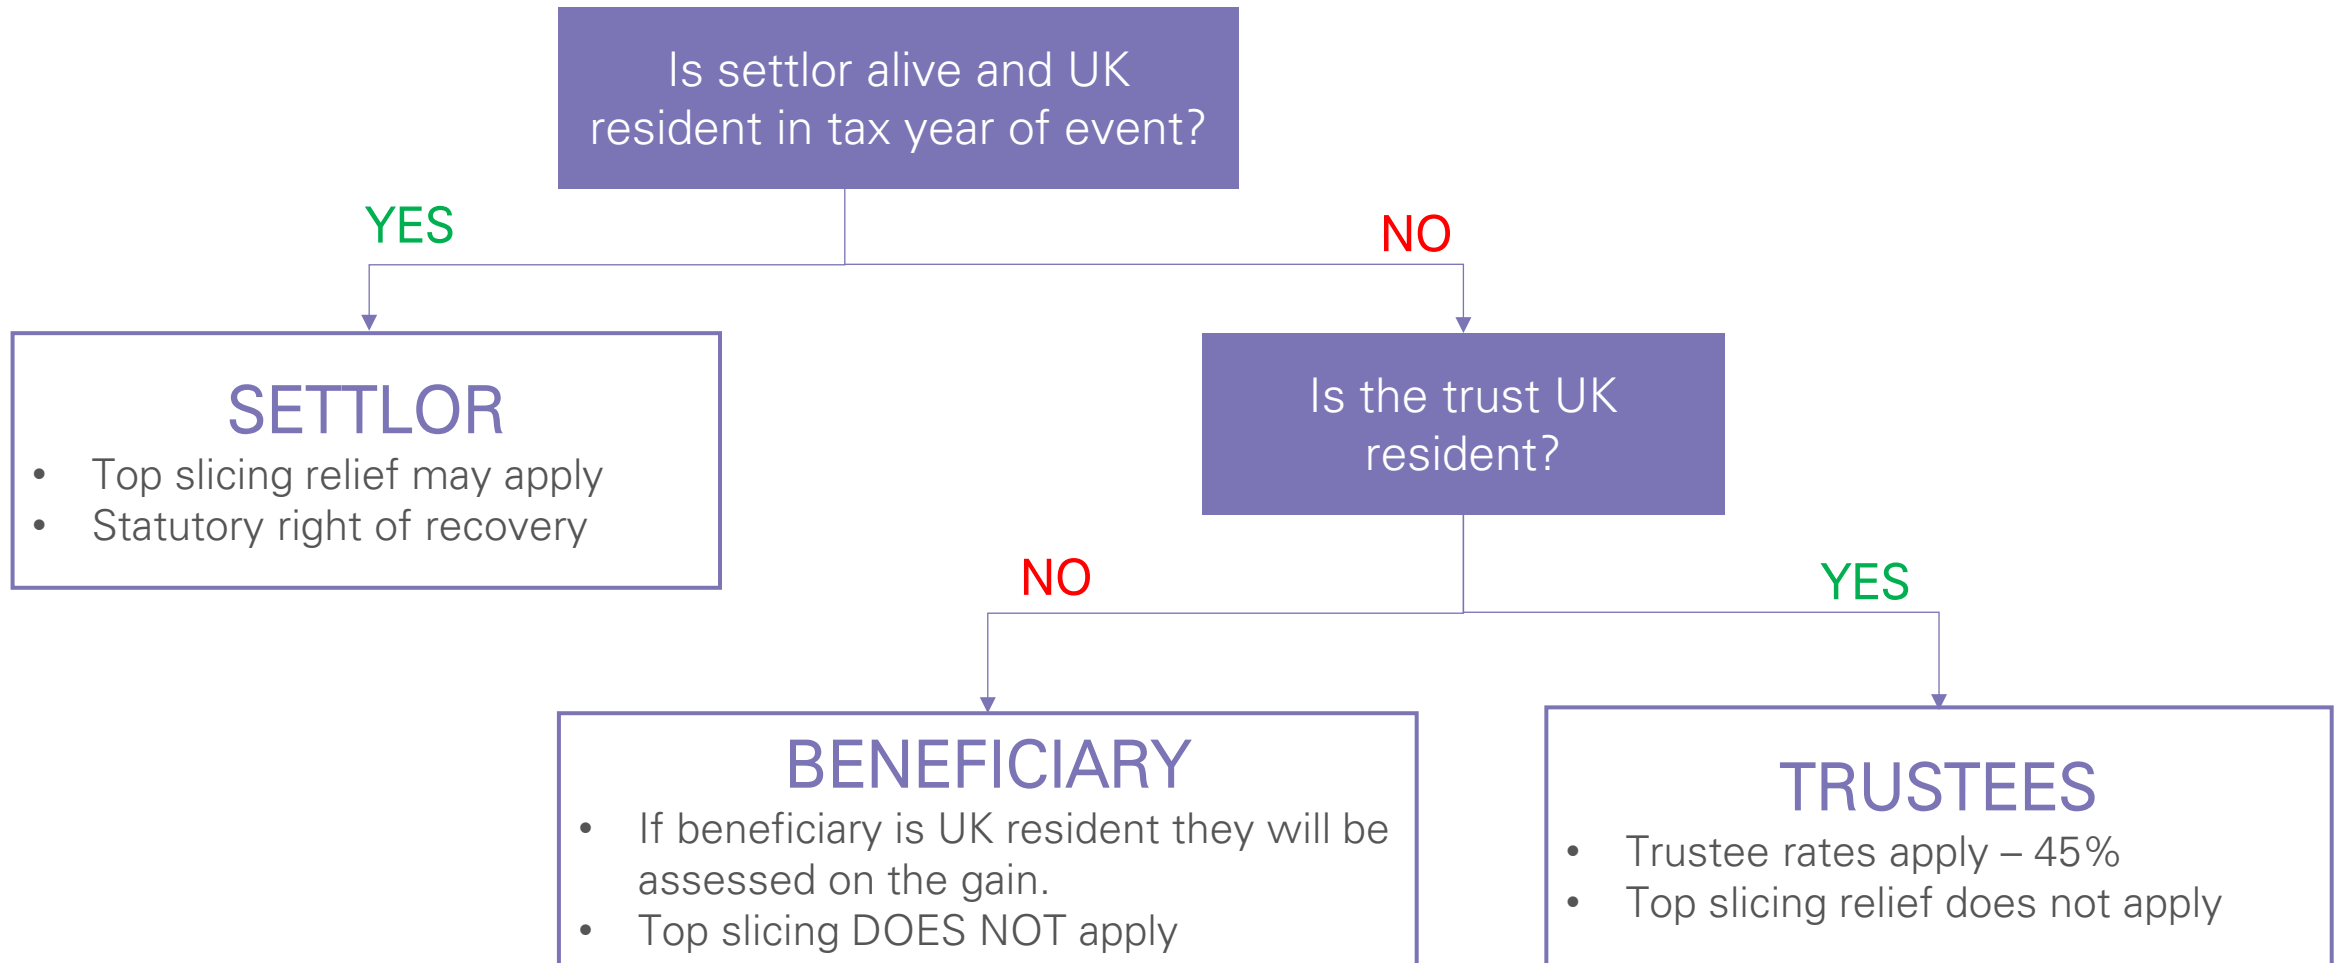 Is settlor alive and UK
resident in tax year of event?
YES
NO
SETTLOR
• Top slicing relief may apply
• Statutory right of recovery
Is the trust UK
resident?
NO
YES
BENEFICIARY
• If beneficiary is UK resident they will be
assessed on the gain.
• Top slicing DOES NOT apply
TRUSTEES
• Trustee rates apply – 45%
• Top slicing relief does not apply